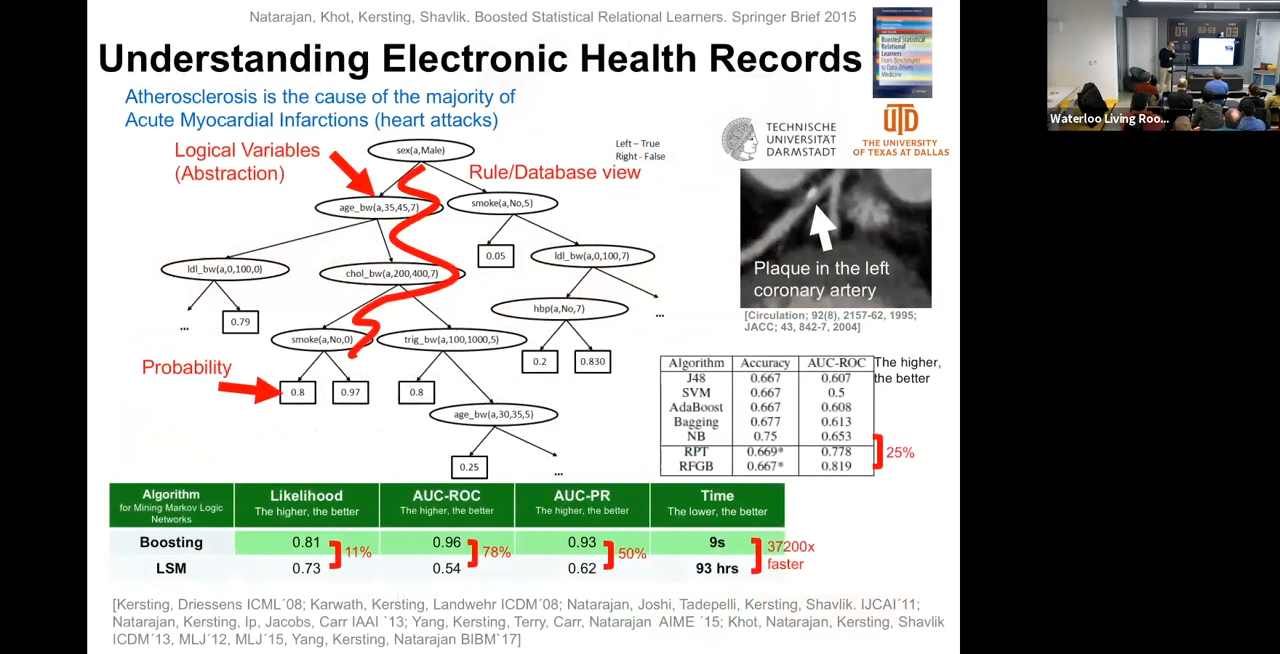 Natarajan, Khot, Kersting, Shavlik. Boosted Statistical Relational Learners. Springer Brief 2015
Understanding Electronic Health Records
Boosted Statistical
Relational
Learners
From Benchmarks
to Data-Driven
Medicine
Atherosclerosis is the cause of the majority of
Acute Myocardial Infarctions (heart attacks)
TECHNISCHE
UNIVERSITÄT
DARMSTADT
UTD
THE UNIVERSITY
OF TEXAS AT DALLAS
Waterloo Living Roo...
Logical Variables
(Abstraction)
sex(a,Male)
Left – True
Right - False
Rule/Database view
age_bw(a,35,45,7)
smoke(a,No,5)
ldl_bw(a,0,100,0)
chol_bw(a,200,400,7)
0.05
ldl_bw(a,0,100,7)
...
0.79
hbp(a,No,7)
...
smoke(a,No,0)
trig_bw(a,100,1000,5)
0.2
0.830
Probability
0.8
0.97
0.8
age_bw(a,30,35,5)
0.25
...
Plaque in the left
coronary artery
[Circulation; 92(8), 2157-62, 1995;
JACC; 43, 842-7, 2004]
Algorithm Accuracy AUC-ROC
J48 0.667 0.607
SVM 0.667 0.5
AdaBoost 0.667 0.608
Bagging 0.677 0.613
NB 0.75 0.653
RPT 0.669* 0.778
RFGB 0.667* 0.819
The higher,
the better
25%
Algorithm Likelihood AUC-ROC AUC-PR Time
for Mining Markov Logic
Networks
The higher, the better The higher, the better The higher, the better The lower, the better
Boosting 0.81 0.96 0.93 9s
11% 78% 50% 37200x
faster
LSM 0.73 0.54 0.62 93 hrs
[Kersting, Driessens ICML´08; Karwath, Kersting, Landwehr ICDM´08; Natarajan, Joshi, Tadepelli, Kersting, Shavlik. IJCAI´11;
Natarajan, Kersting, Ip, Jacobs, Carr IAAI `13; Yang, Kersting, Terry, Carr, Natarajan AIME ´15; Khot, Natarajan, Kersting, Shavlik
ICDM´13, MLJ´12, MLJ´15, Yang, Kersting, Natarajan BIBM`17]